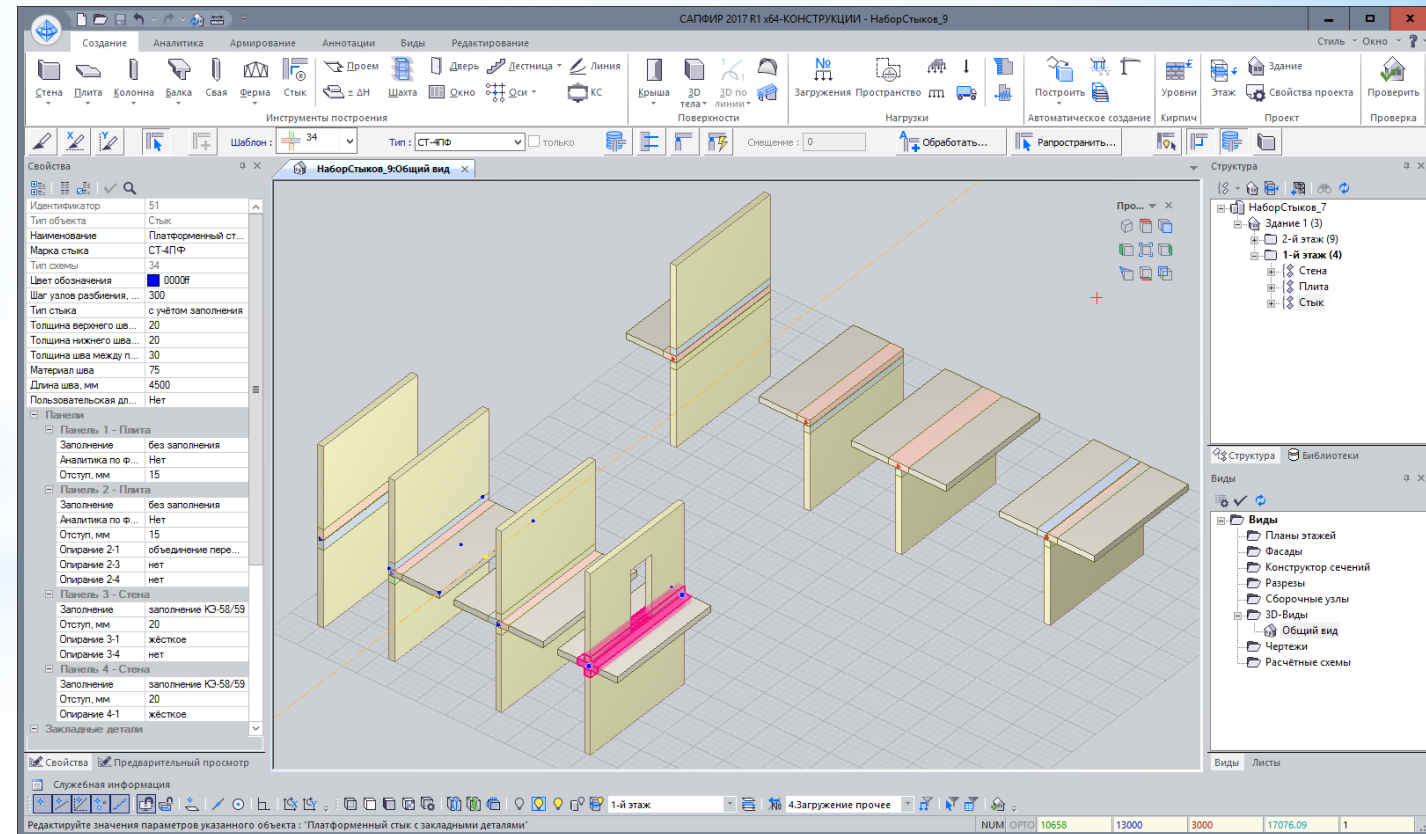 САПФИР 2017 R1 x64-КОНСТРУКЦИИ - НаборСтыков_9
Создание Аналитика Армирование Аннотации Виды Редактирование Стиль Окно ?
Стена Плита Колонна Балка Свая Ферма Стык
Проем
± ΔН
Шахта
Дверь Лестница Линия
Окно Оси КС
Крыша 3D тела 3D по линии
№
Загружения Пространство
Построить
Уровни
Этаж
Здание
Свойства проекта
Проверить
Инструменты построения Поверхности Нагрузки Автоматическое создание Кирпич Проект Проверка
Шаблон : 34 Тип : СТ-4ПФ только Смещение : 0 Обработать... Рапространить...
Свойства
НаборСтыков_9:Общий вид
Идентификатор 51
Тип объекта Стык
Наименование Платформенный ст...
Марка стыка СТ-4ПФ
Тип схемы 34
Цвет обозначения 0000ff
Шаг узлов разбиения, ... 300
Тип стыка с учётом заполнения
Толщина верхнего шв... 20
Толщина нижнего шва... 20
Толщина шва между п... 30
Материал шва 75
Длина шва, мм 4500
Пользовательская дл... Нет
Панели
Панель 1 - Плита
Заполнение без заполнения
Аналитика по ф... Нет
Отступ, мм 15
Панель 2 - Плита
Заполнение без заполнения
Аналитика по ф... Нет
Отступ, мм 15
Опирание 2-1 объединение пере...
Опирание 2-3 нет
Опирание 2-4 нет
Панель 3 - Стена
Заполнение заполнение КЭ-58/59
Отступ, мм 20
Опирание 3-1 жёсткое
Опирание 3-4 нет
Панель 4 - Стена
Заполнение заполнение КЭ-58/59
Отступ, мм 20
Опирание 4-1 жёсткое
Закладные детали
Свойства Предварительный просмотр
Про...
Структура
НаборСтыков_7
Здание 1 (3)
2-й этаж (9)
1-й этаж (4)
Стена
Плита
Стык
Структура Библиотеки
Виды
Виды
Планы этажей
Фасады
Конструктор сечений
Разрезы
Сборочные узлы
3D-Виды
Общий вид
Чертежи
Расчётные схемы
Виды Листы
Служебная информация
1-й этаж 4.Загружение прочее
Редактируйте значения параметров указанного объекта : "Платформенный стык с закладными деталями" NUM ОРТО 10658 13000 3000 17076.09 1